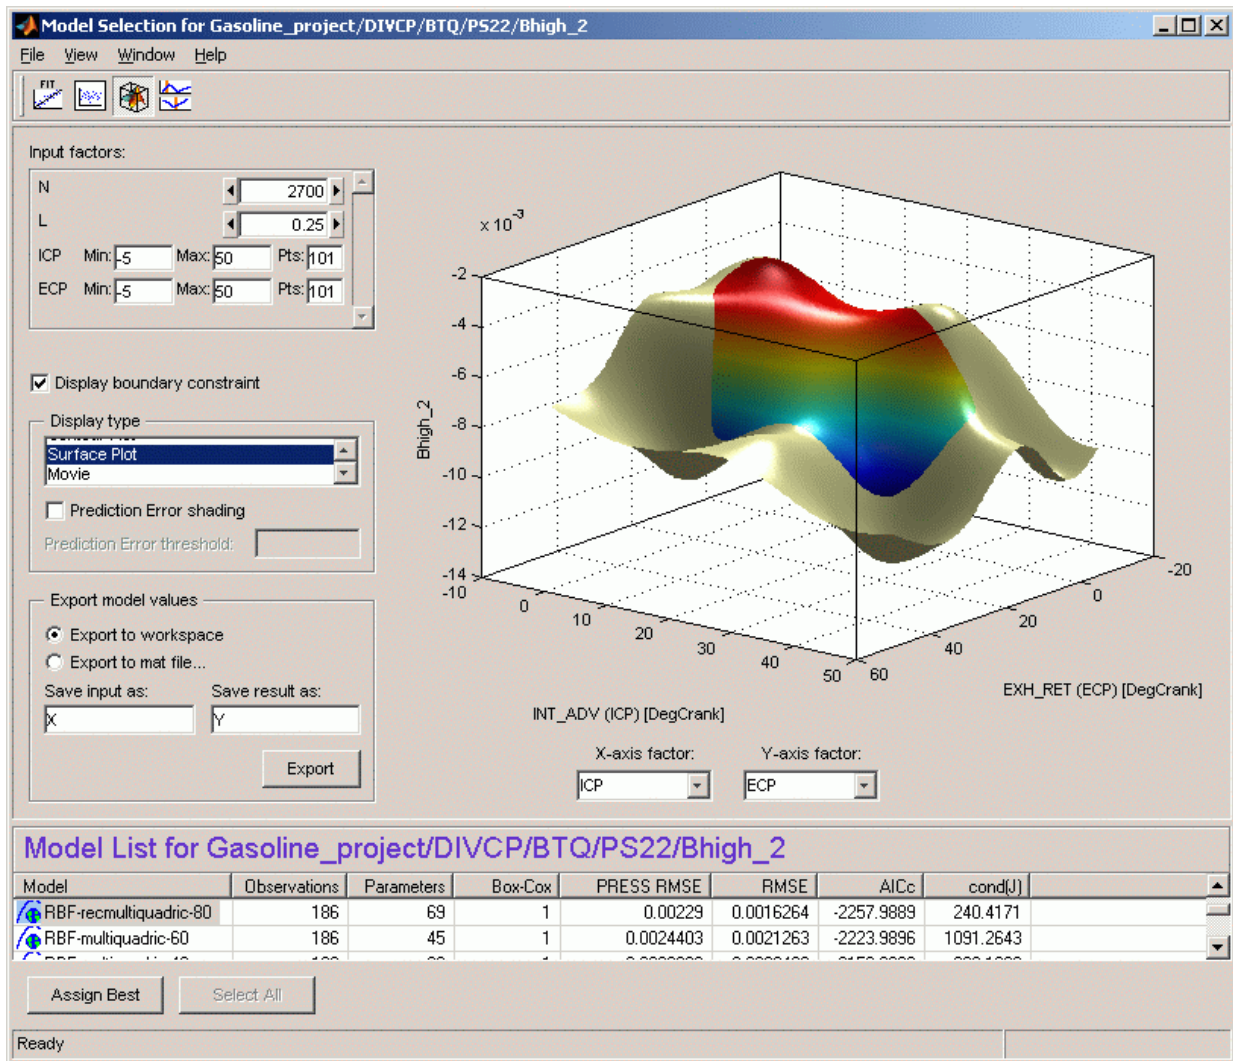 Model Selection for Gasoline_project/DIVCP/BTQ/PS22/Bhigh_2
File View Window Help
FIT
Input factors:
N 2700
L 0.25
ICP Min: -5 Max: 50 Pts: 101
ECP Min: -5 Max: 50 Pts: 101
Display boundary constraint
Display type
Surface Plot
Movie
Prediction Error shading
Prediction Error threshold:
Export model values
Export to workspace
Export to mat file...
Save input as: Save result as:
X Y
Export
x 10-3
-2
-4
-6
-8
-10
-12
-14
Bhigh_2
-10 0 10 20 30 40 50
60 40 20 0 -20
INT_ADV (ICP) [DegCrank]
EXH_RET (ECP) [DegCrank]
X-axis factor: Y-axis factor:
ICP ECP
Model List for Gasoline_project/DIVCP/BTQ/PS22/Bhigh_2
Model Observations Parameters Box-Cox PRESS RMSE RMSE AICc cond(J)
RBF-recmultiquadric-80 186 69 1 0.00229 0.0016264 -2257.9889 240.4171
RBF-multiquadric-60 186 45 1 0.0024403 0.0021263 -2223.9896 1091.2643
Assign Best Select All
Ready